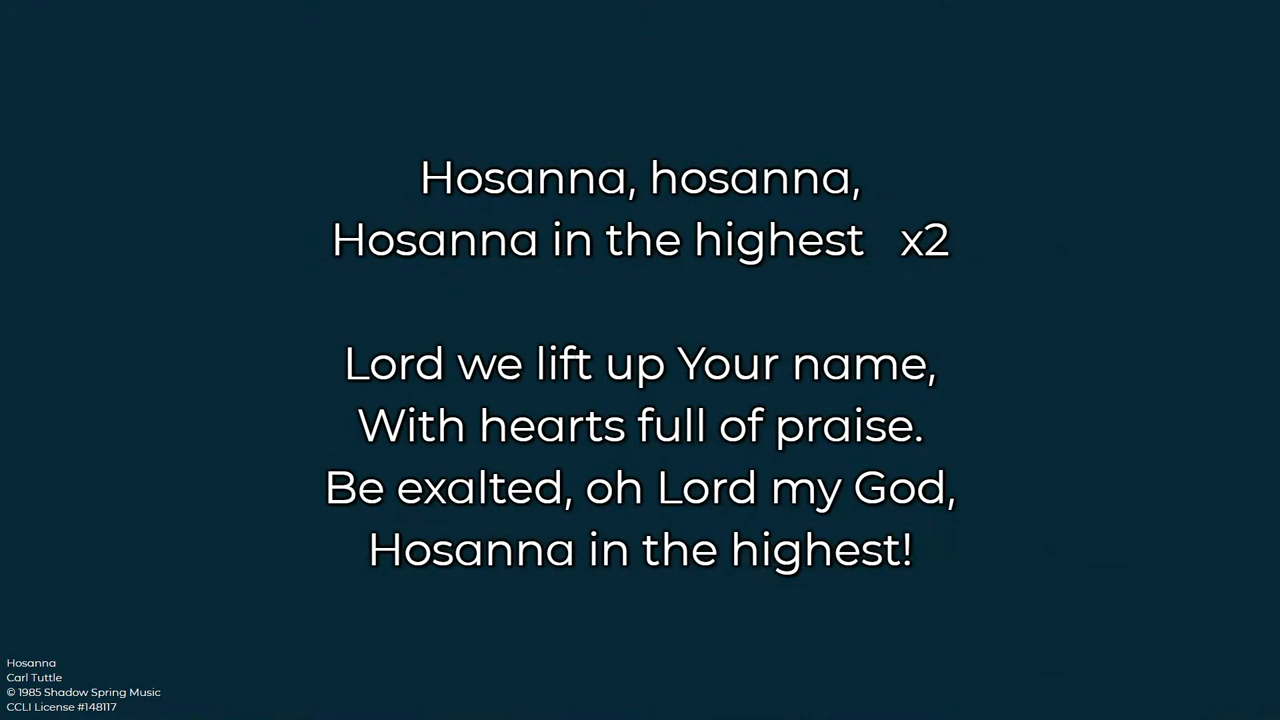 Hosanna, hosanna,
Hosanna in the highest   x2
Lord we lift up Your name,
With hearts full of praise.
Be exalted, oh Lord my God,
Hosanna in the highest!
Hosanna
Carl Tuttle
© 1985 Shadow Spring Music
CCLI License #148117